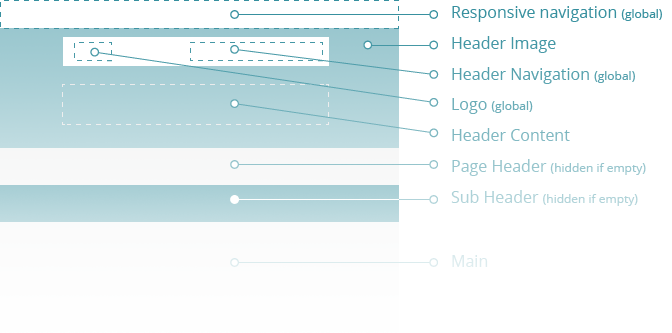 Responsive navigation (global)
Header Image
Header Navigation (global)
Logo (global)
Header Content
Page Header (hidden if empty)
Sub Header (hidden if empty)
Main